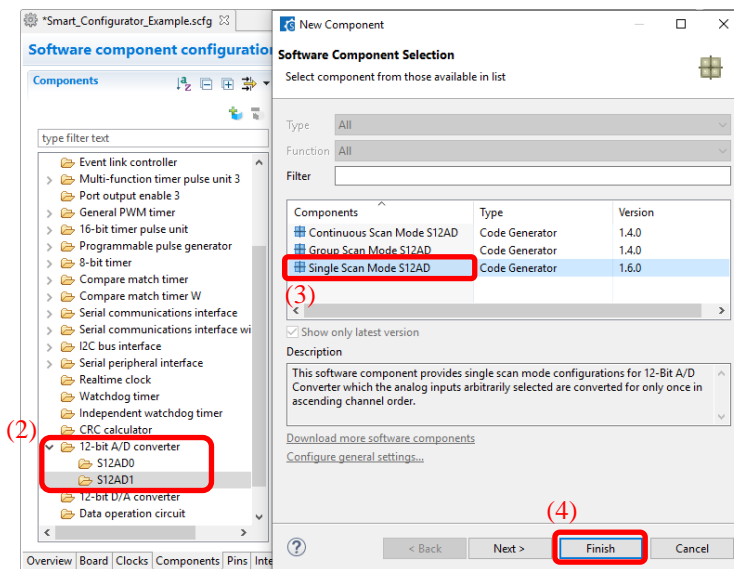 *Smart_Configurator_Example.scfg
Software component configuratio
Components
type filter text
Event link controller
Multi-function timer pulse unit 3
Port output enable 3
General PWM timer
16-bit timer pulse unit
Programmable pulse generator
8-bit timer
Compare match timer
Compare match timer W
Serial communications interface
Serial communications interface wi
I2C bus interface
Serial peripheral interface
Realtime clock
Watchdog timer
Independent watchdog timer
CRC calculator
(2)
12-bit A/D converter
S12AD0
S12AD1
12-bit D/A converter
Data operation circuit
Overview Board Clocks Components Pins Inte
New Component
Software Component Selection
Select component from those available in list
Type All
Function All
Filter
Components Type Version
Continuous Scan Mode S12AD Code Generator 1.4.0
Group Scan Mode S12AD Code Generator 1.4.0
Single Scan Mode S12AD Code Generator 1.6.0
(3)
Show only latest version
Description
This software component provides single scan mode configurations for 12-Bit A/D
Converter which the analog inputs arbitrarily selected are converted for only once in
ascending channel order.
Download more software components
Configure general settings...
(4)
? < Back Next > Finish Cancel